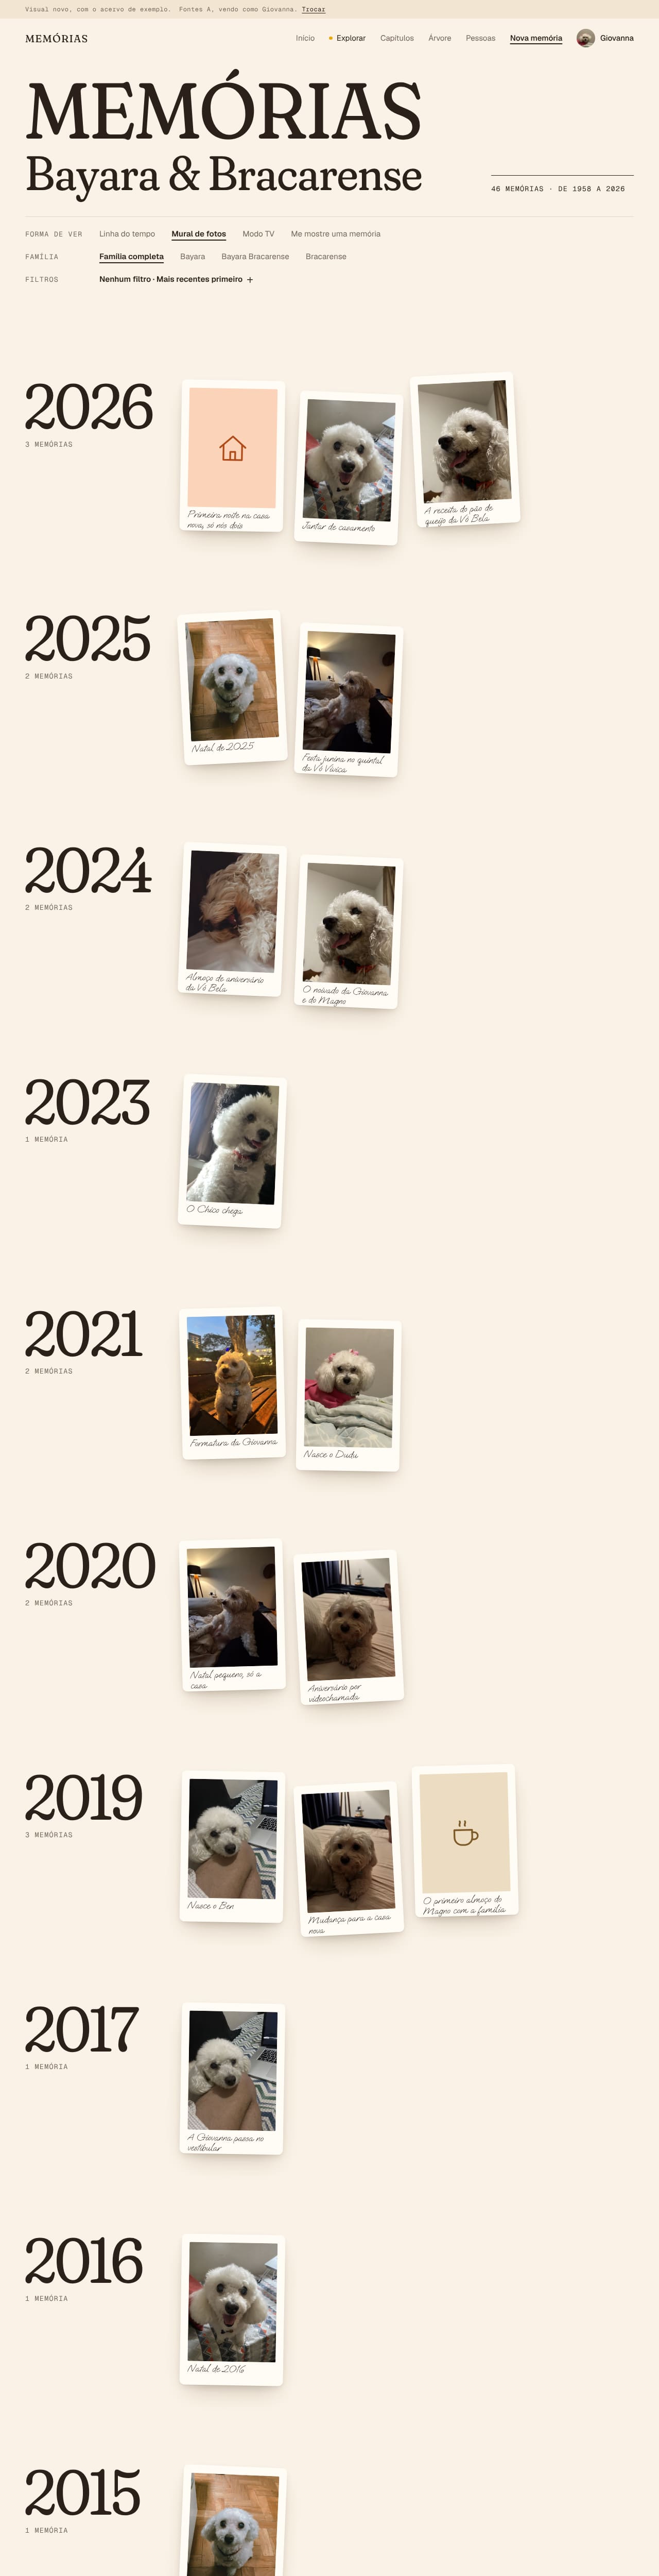 Visual novo, com o acervo de exemplo. Fontes A, vendo como Giovanna. Trocar
MEMÓRIAS
Início
Explorar
Capítulos
Árvore
Pessoas
Nova memória
Giovanna
MEMÓRIAS
Bayara & Bracarense
46 MEMÓRIAS · DE 1958 A 2026
FORMA DE VER
Linha do tempo
Mural de fotos
Modo TV
Me mostre uma memória
FAMÍLIA
Família completa
Bayara
Bayara Bracarense
Bracarense
FILTROS
Nenhum filtro · Mais recentes primeiro +
2026
3 MEMÓRIAS
Primeira noite na casa
nova, só nós dois
Jantar de casamento
A receita do pão de
queijo da Vó Bela
2025
2 MEMÓRIAS
Natal de 2025
Festa junina no quintal
da Vó Vivica
2024
2 MEMÓRIAS
Almoço de aniversário
da Vó Bela
O noivado da Giovanna
e do Magno
2023
1 MEMÓRIA
O Chico chega
2021
2 MEMÓRIAS
Formatura da Giovanna
Nasce o Dudu
2020
2 MEMÓRIAS
Natal pequeno, só a
casa
Aniversário por
videochamada
2019
3 MEMÓRIAS
Nasce o Ben
Mudança para a casa
nova
O primeiro almoço do
Magno com a família
2017
1 MEMÓRIA
A Giovanna passa no
vestibular
2016
1 MEMÓRIA
Natal de 2016
2015
1 MEMÓRIA